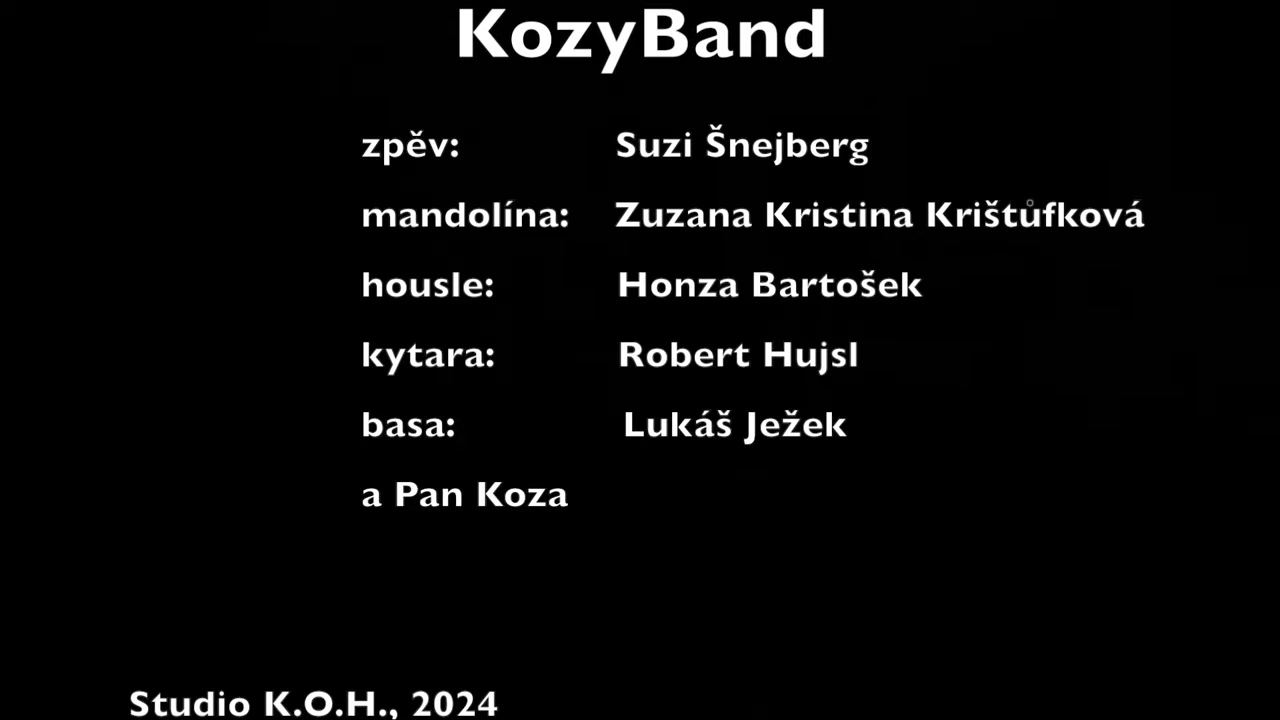 KozyBand
zpěv: Suzi Šnejberg
mandolína: Zuzana Kristina Krištůfková
housle: Honza Bartošek
kytara: Robert Hujsl
basa: Lukáš Ježek
a Pan Koza
Studio K.O.H., 2024